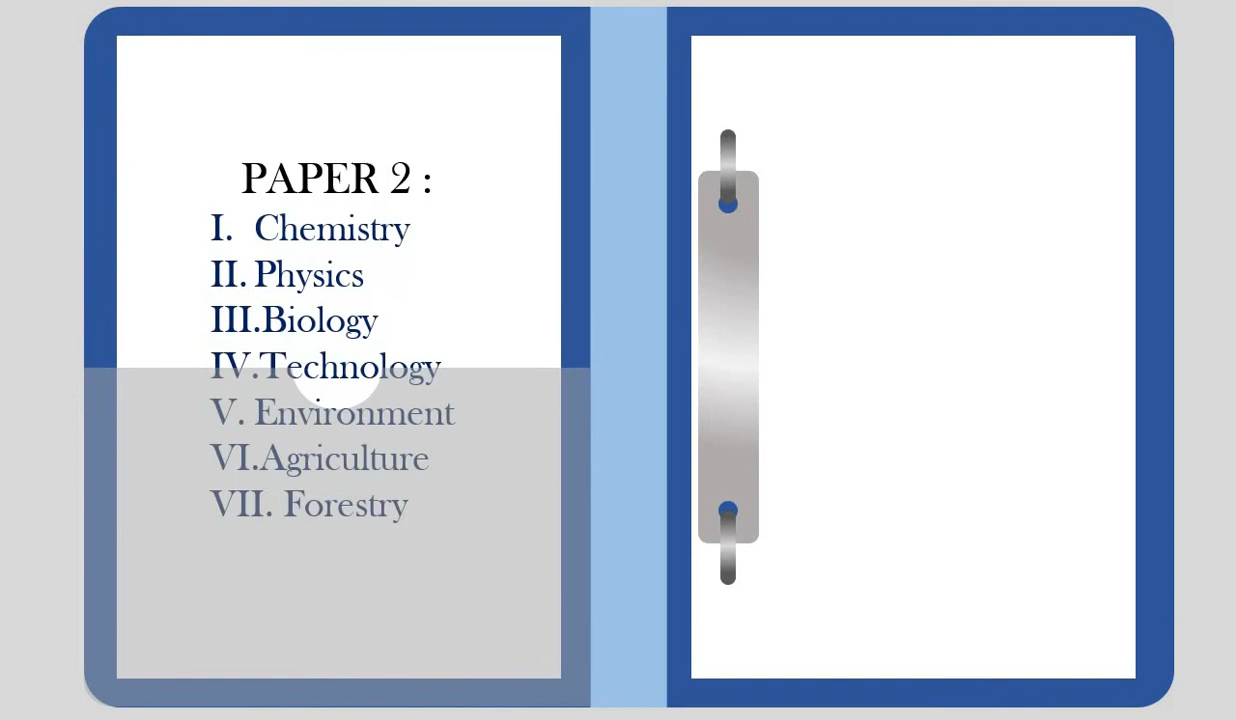 PAPER 2 :
I. Chemistry
II. Physics
III.Biology
IV.Technology
V. Environment
VI.Agriculture
VII. Forestry